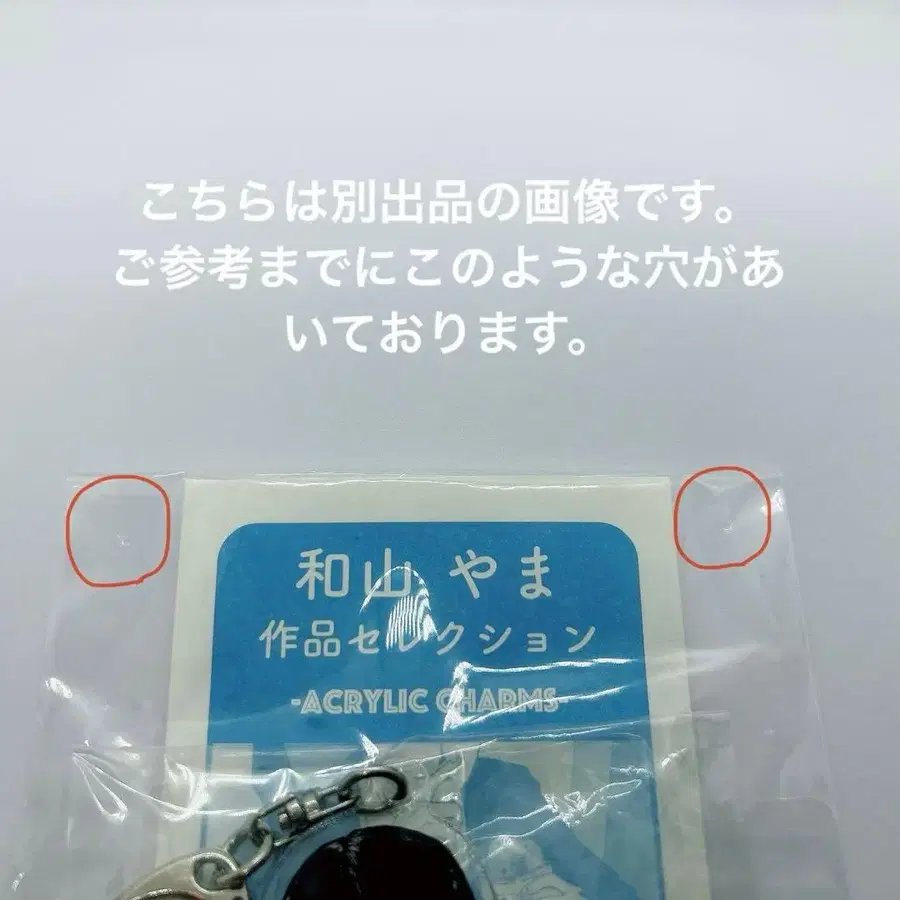 こちらは別出品の画像です。
ご参考までにこのような穴があ
いております。
和山 やま
作品セレクション
-ACRYLIC CHARMS-